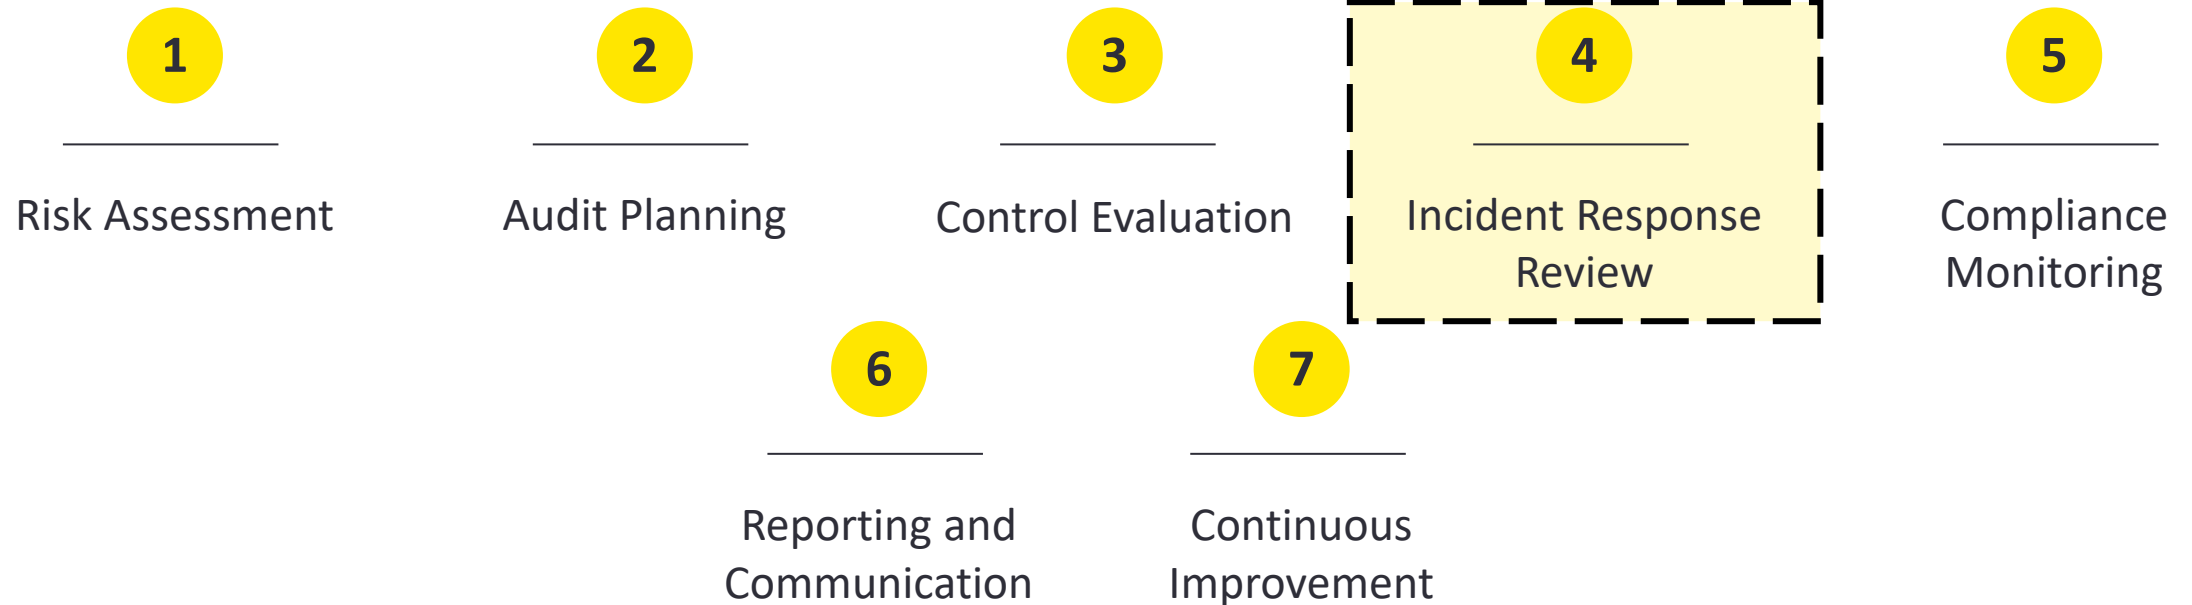 1
2
3
4
5
Risk Assessment
Audit Planning
Control Evaluation
Incident Response
Review
Compliance
Monitoring
6
7
Reporting and
Communication
Continuous
Improvement